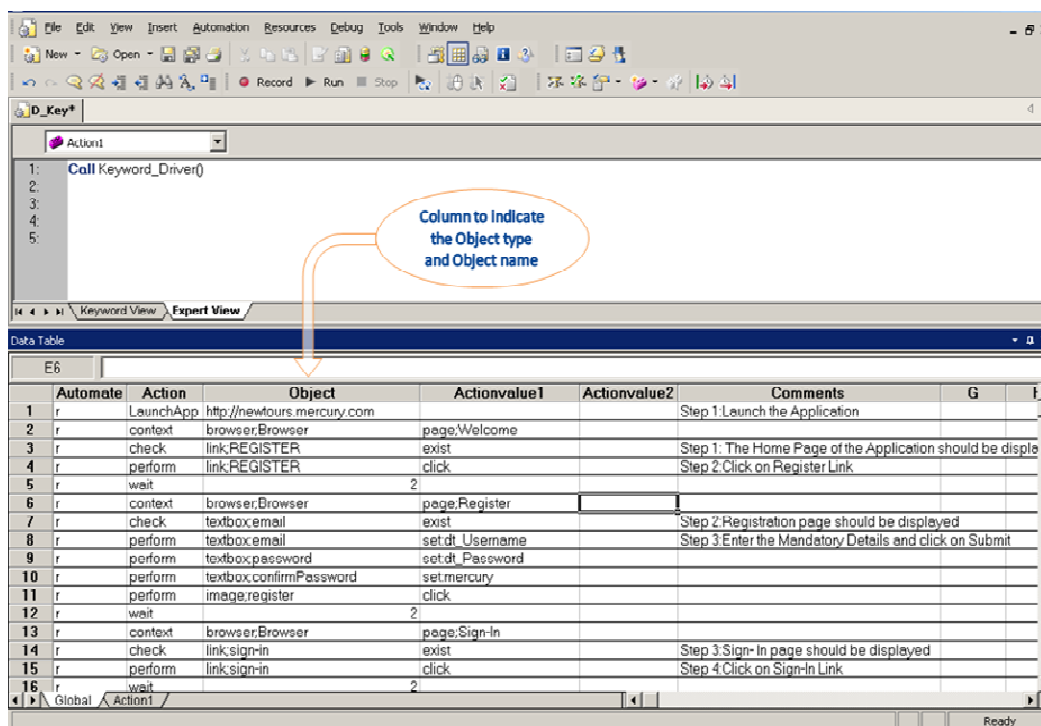 File Edit View Insert Automation Resources Debug Tools Window Help
New Open
Record Run Stop
D_Key*
Action1
1: Call Keyword_Driver()
2:
3:
4:
5:
Column to Indicate
the Object type
and Object name
Keyword View Expert View
Data Table
E6
Automate Action Object Actionvalue1 Actionvalue2 Comments G
1 r LaunchApp http://newtours.mercury.com Step 1:Launch the Application
2 r context browser;Browser page;Welcome
3 r check link;REGISTER exist Step 1: The Home Page of the Application should be displa
4 r perform link;REGISTER click Step 2:Click on Register Link
5 r wait 2
6 r context browser;Browser page;Register
7 r check textbox;email exist Step 2:Registration page should be displayed
8 r perform textbox;email set:dt_Username Step 3:Enter the Mandatory Details and click on Submit
9 r perform textbox;password set:dt_Password
10 r perform textbox;confirmPassword set:mercury
11 r perform image;register click
12 r wait 2
13 r context browser;Browser page;Sign-In
14 r check link;sign-in exist Step 3:Sign-In page should be displayed
15 r perform link;sign-in click Step 4:Click on Sign-In Link
16 r wait 2
Global Action1
Ready